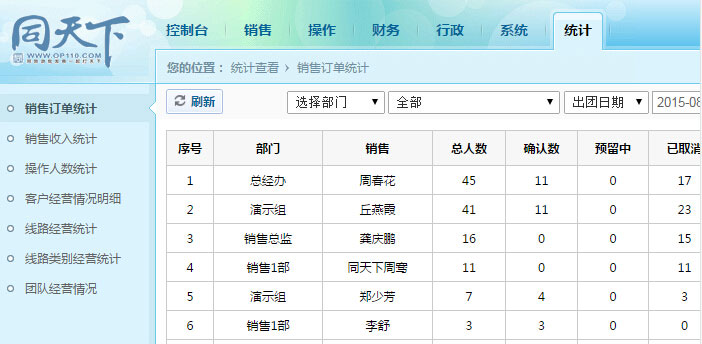 同天下
WWW.OP110.COM
控制台 销售 操作 财务 行政 系统 统计
您的位置： 统计查看 › 销售订单统计
销售订单统计
销售收入统计
操作人数统计
客户经营情况明细
线路经营统计
线路类别经营统计
团队经营情况
刷新 选择部门 全部 出团日期 2015-08
序号 部门 销售 总人数 确认数 预留中 已取消
1 总经办 周春花 45 11 0 17
2 演示组 丘燕霞 41 11 0 23
3 销售总监 龚庆鹏 16 0 0 15
4 销售1部 同天下周骞 11 0 0 11
5 演示组 郑少芳 7 4 0 3
6 销售1部 李舒 3 3 0 0